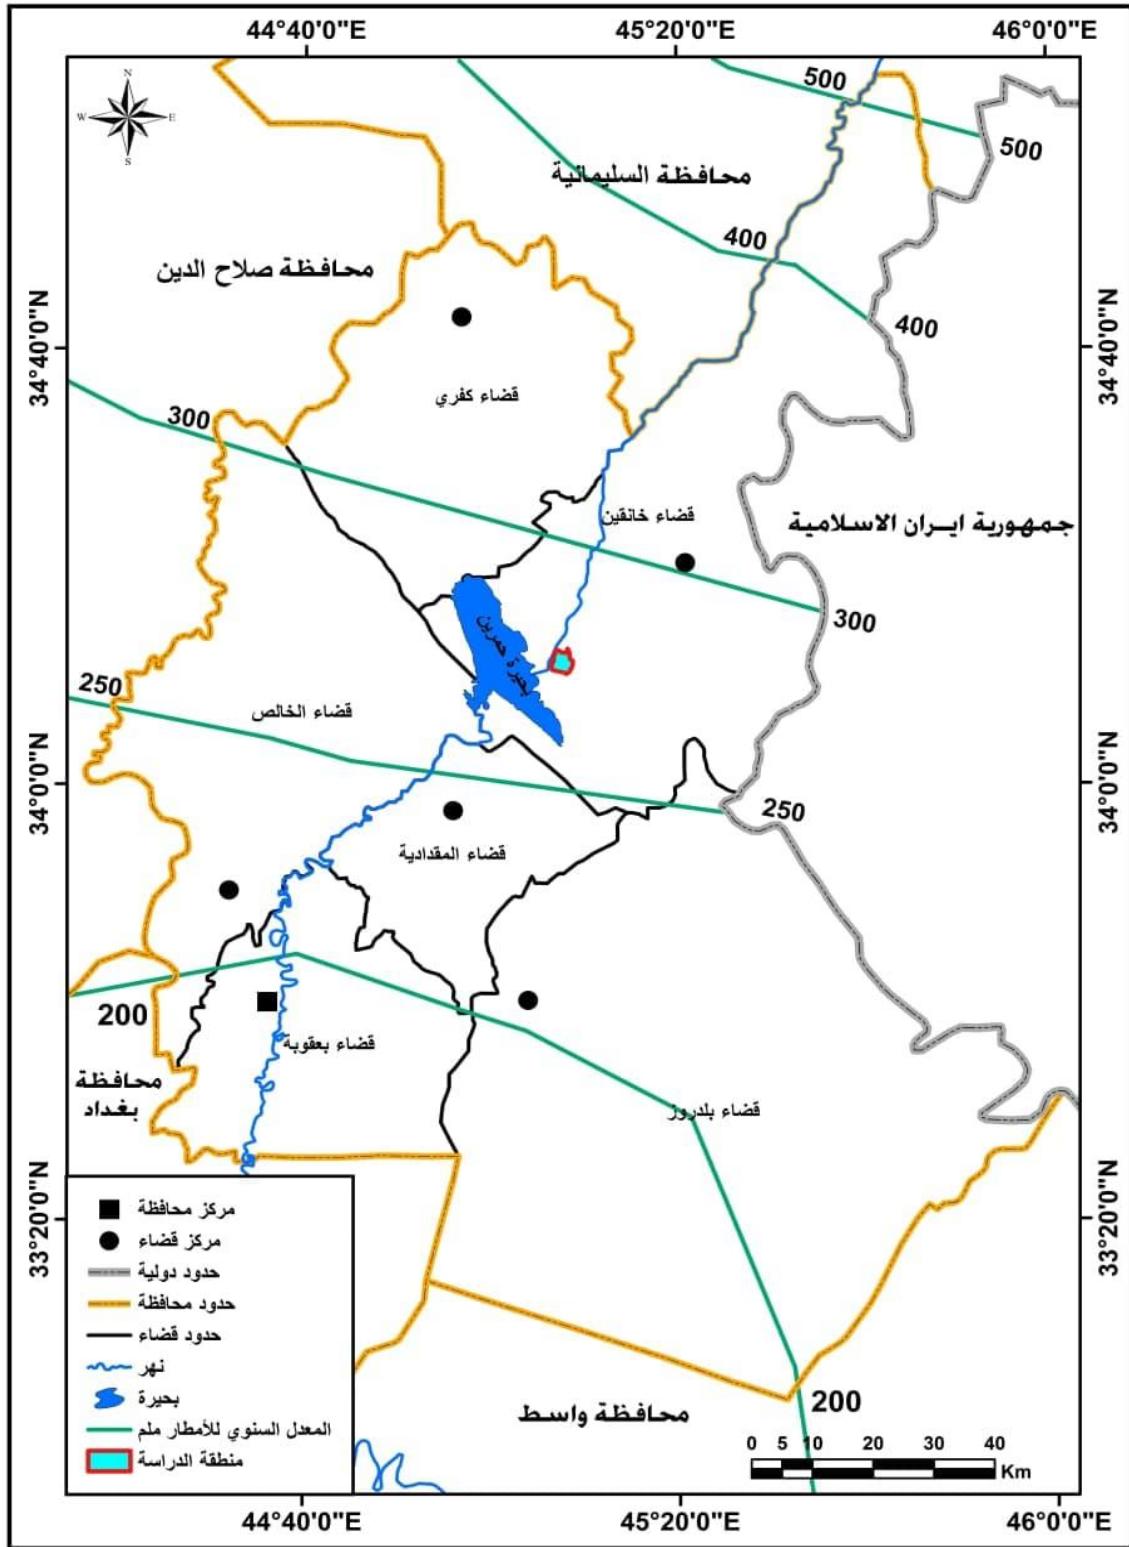 44°40'0"E
45°20'0"E
46°0'0"E
N
W
E
S
500
500
محافظة السليمانية
400
محافظة صلاح الدين
400
34°40'0"N
34°40'0"N
قضاء كفري
300
قضاء خانقين
جمهورية ايران الاسلامية
300
بحيرة حمرين
250
قضاء الخالص
250
34°0'0"N
34°0'0"N
قضاء المقدادية
200
قضاء بعقوبة
محافظة
بغداد
قضاء بلدروز
33°20'0"N
33°20'0"N
مركز محافظة
مركز قضاء
حدود دولية
حدود محافظة
حدود قضاء
نهر
بحيرة
المعدل السنوي للأمطار ملم
منطقة الدراسة
200
محافظة واسط
0 5 10 20 30 40
Km
44°40'0"E
45°20'0"E
46°0'0"E